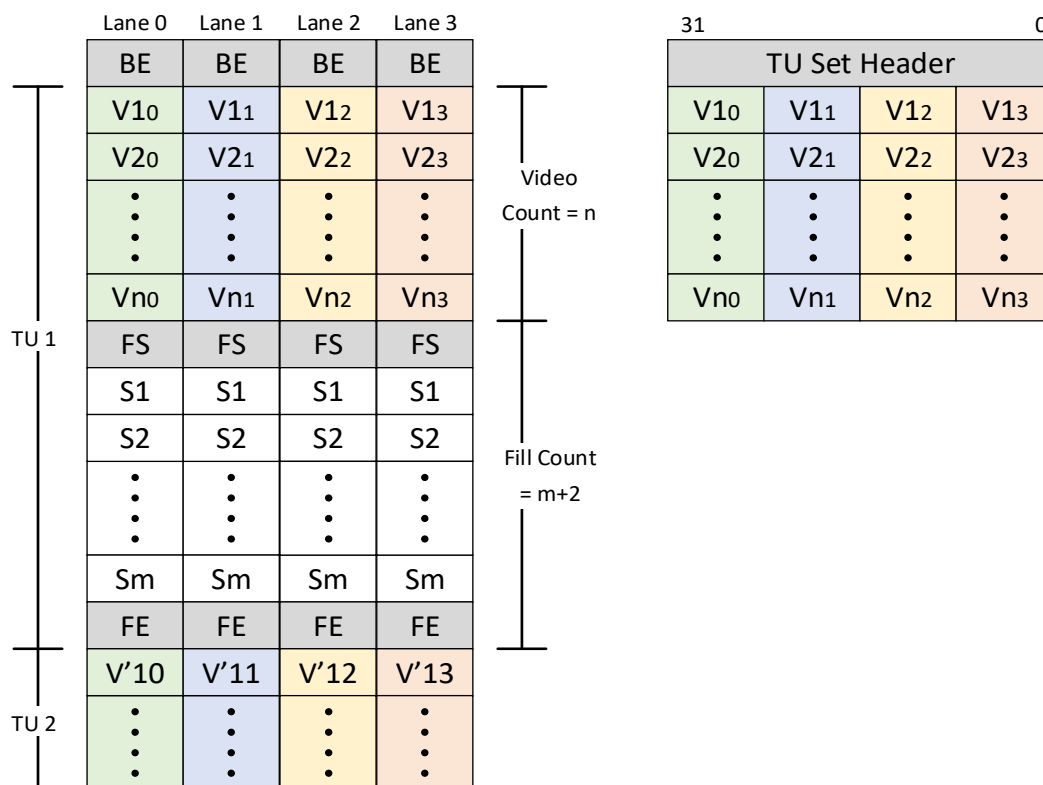 Lane 0 Lane 1 Lane 2 Lane 3
31 0
BE BE BE BE
TU Set Header
V10 V11 V12 V13
V10 V11 V12 V13
V20 V21 V22 V23
V20 V21 V22 V23
Video
Count = n
Vn0 Vn1 Vn2 Vn3
Vn0 Vn1 Vn2 Vn3
TU 1
FS FS FS FS
S1 S1 S1 S1
S2 S2 S2 S2
Fill Count
= m+2
Sm Sm Sm Sm
FE FE FE FE
V'10 V'11 V'12 V'13
TU 2